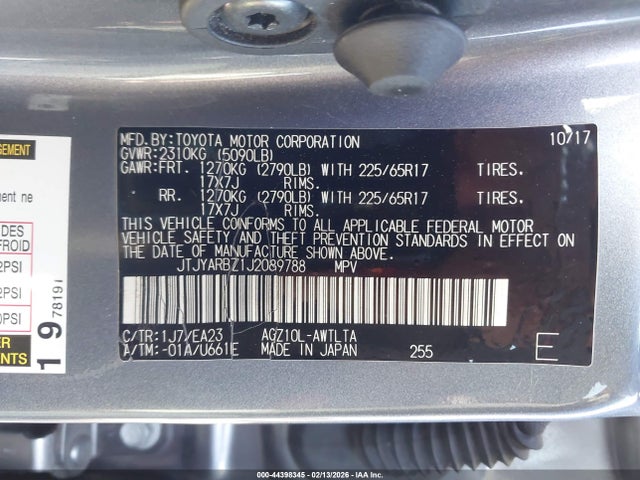 MFD.BY:TOYOTA MOTOR CORPORATION 10/17
GVWR:2310KG (5090LB)
GAWR:FRT. 1270KG (2790LB) WITH 225/65R17 TIRES.
17X7J RIMS.
RR. 1270KG (2790LB) WITH 225/65R17 TIRES.
17X7J RIMS.
THIS VEHICLE CONFORMS TO ALL APPLICABLE FEDERAL MOTOR
VEHICLE SAFETY AND THEFT PREVENTION STANDARDS IN EFFECT ON
THE DATE OF MANUFACTURE SHOWN ABOVE.
JTJYARBZ1J2089788 MPV
C/TR:1J7/EA23 AGZ10L-AWTLTA
A/TM:-01A/U661E MADE IN JAPAN 255 E
GEMENT
ment ne
DES
FROID
2PSI
2PSI
0PSI
ER
ENTS
19 78191
000-44398345 - 02/13/2026 - IAA Inc.